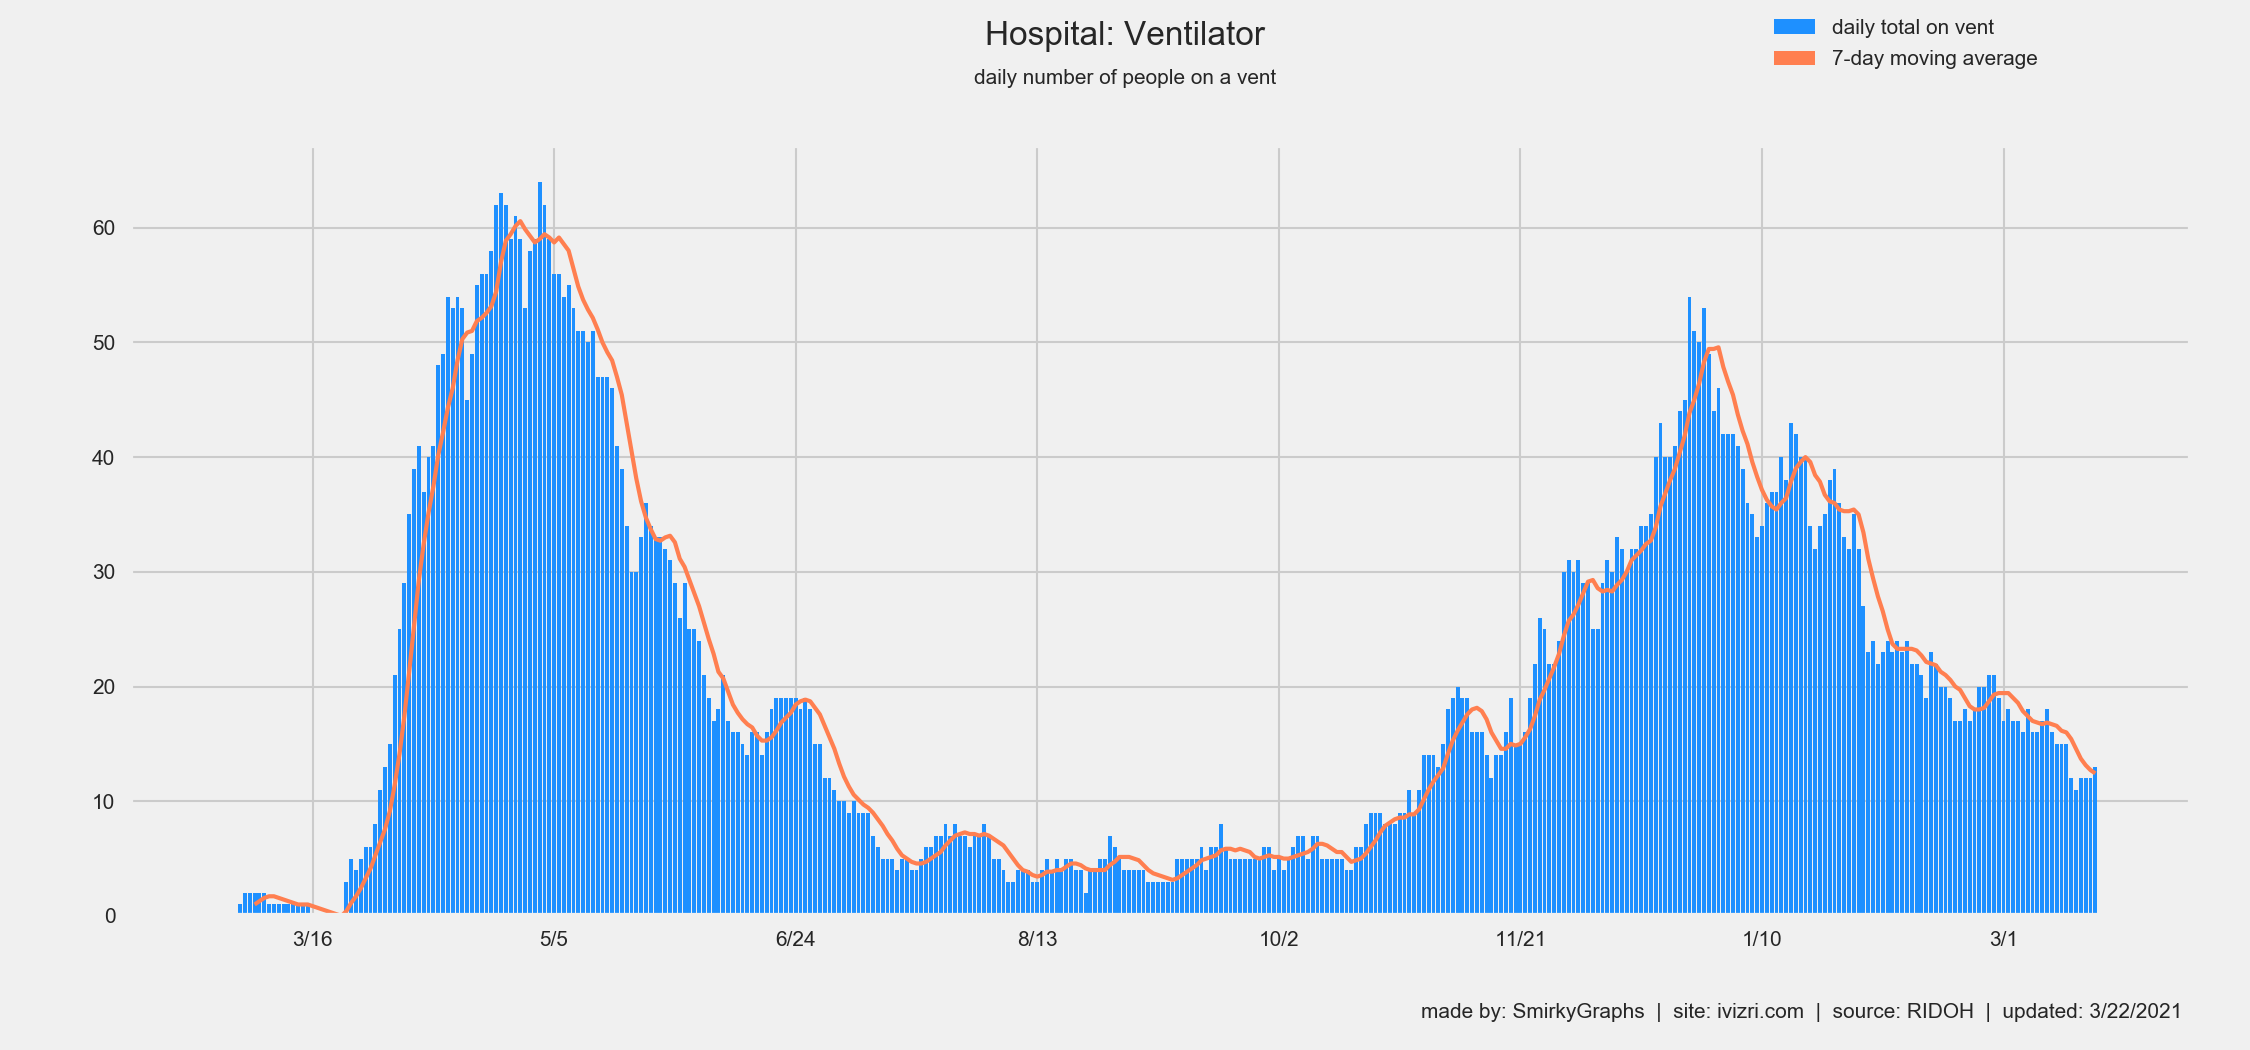 Hospital: Ventilator
daily number of people on a vent
daily total on vent
7-day moving average
60
50
40
30
20
10
0
3/16 5/5 6/24 8/13 10/2 11/21 1/10 3/1
made by: SmirkyGraphs | site: ivizri.com | source: RIDOH | updated: 3/22/2021